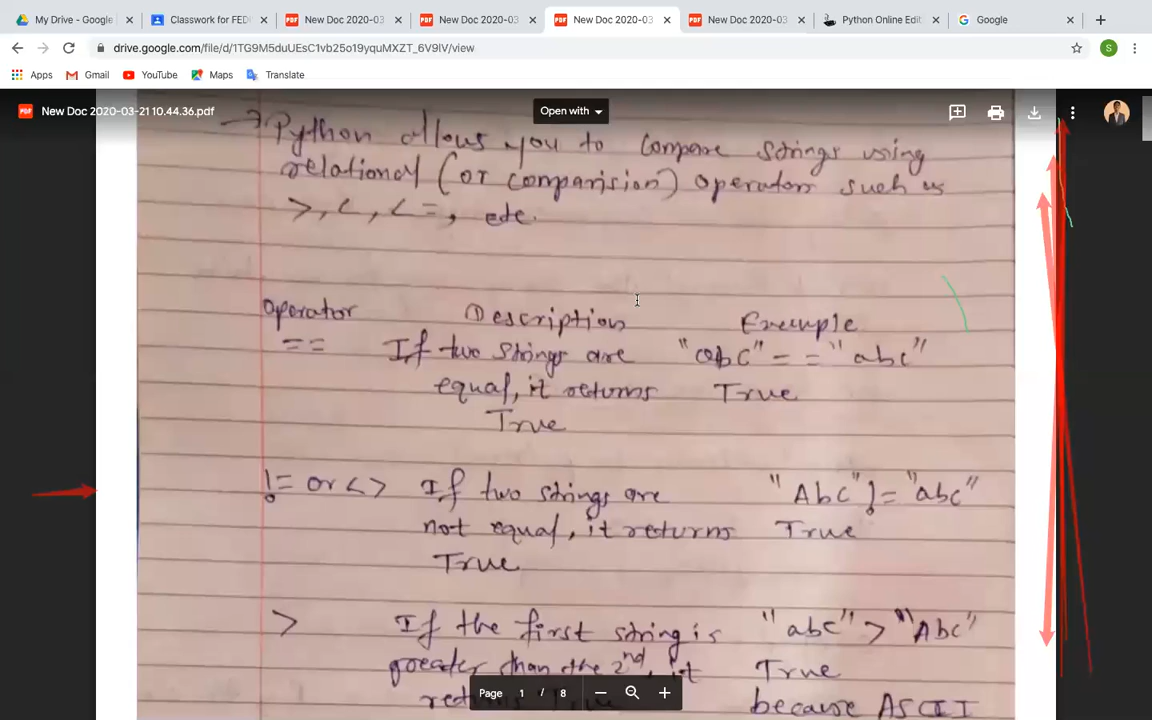 My Drive - Google
Classwork for FED
New Doc 2020-03
New Doc 2020-03
New Doc 2020-03
New Doc 2020-03
Python Online Edit
Google
drive.google.com/file/d/1TG9M5duUEsC1vb25o19yquMXZT_6V9lV/view
S
Apps
Gmail
YouTube
Maps
Translate
PDF New Doc 2020-03-21 10.44.36.pdf
Open with
→ Python allows you to compare strings using
relational (or comparision) operators such as
>, <, <=, etc.
Operator Description Example
== If two strings are "abc" == "abc"
equal, it returns True
True
!= or <> If two strings are "Abc" != "abc"
not equal, it returns True
True
> If the first string is "abc" > "Abc"
greater than the 2nd, it True
because ASCII
Page 1 / 8